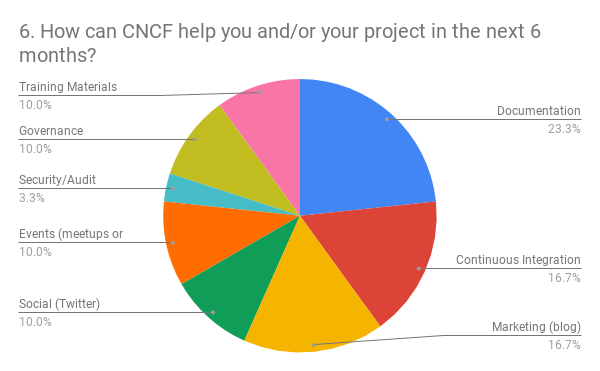 6. How can CNCF help you and/or your project in the next 6
months?
Training Materials
10.0%
Governance
10.0%
Security/Audit
3.3%
Events (meetups or
10.0%
Social (Twitter)
10.0%
Documentation
23.3%
Continuous Integration
16.7%
Marketing (blog)
16.7%